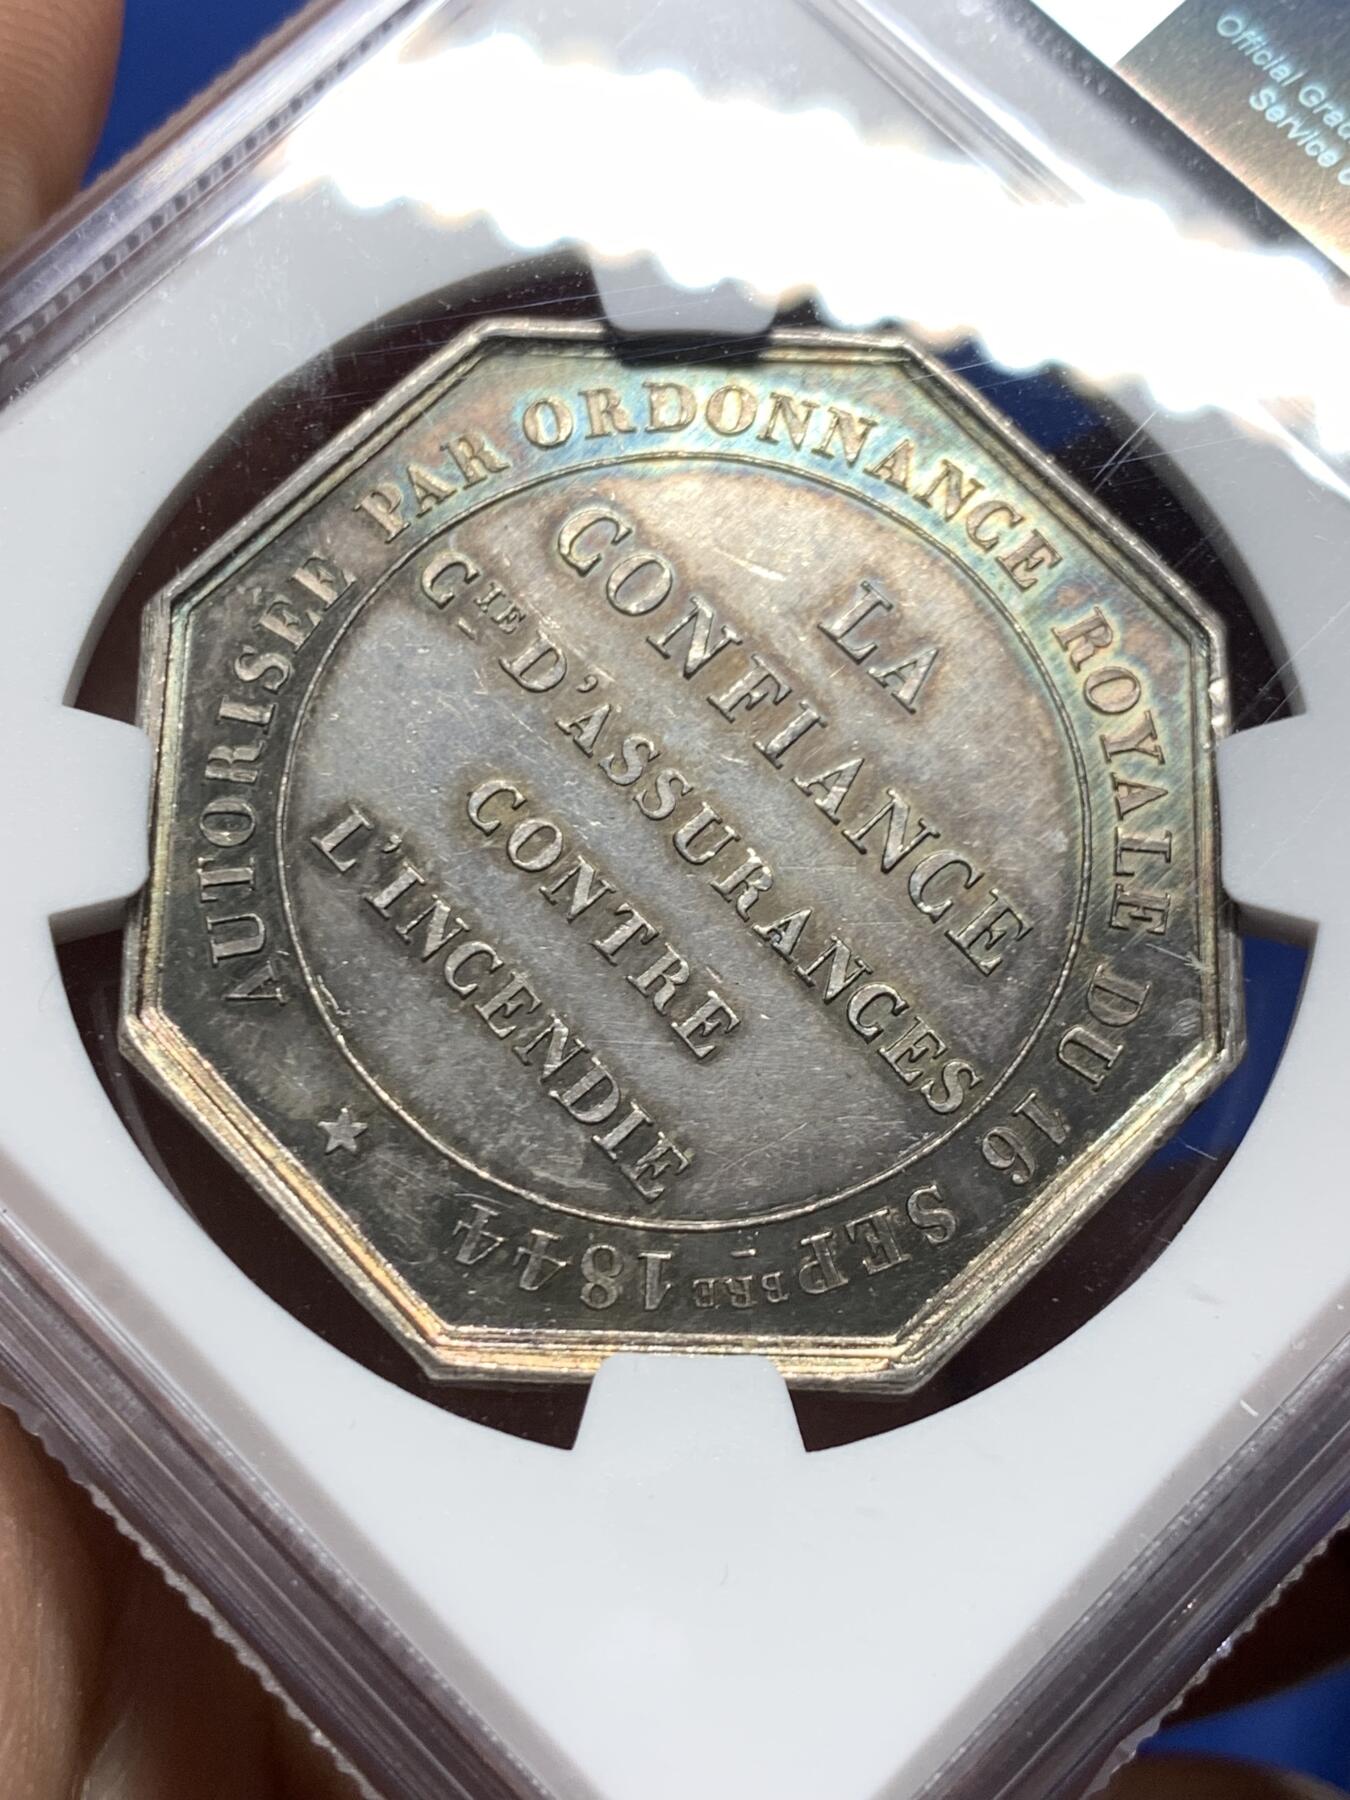 Official Grad
Service o
AUTORISÉE PAR ORDONNANCE ROYALE DU 16 SEPBRE 1844
LA
CONFIANCE
CIE D'ASSURANCES
CONTRE
L'INCENDIE